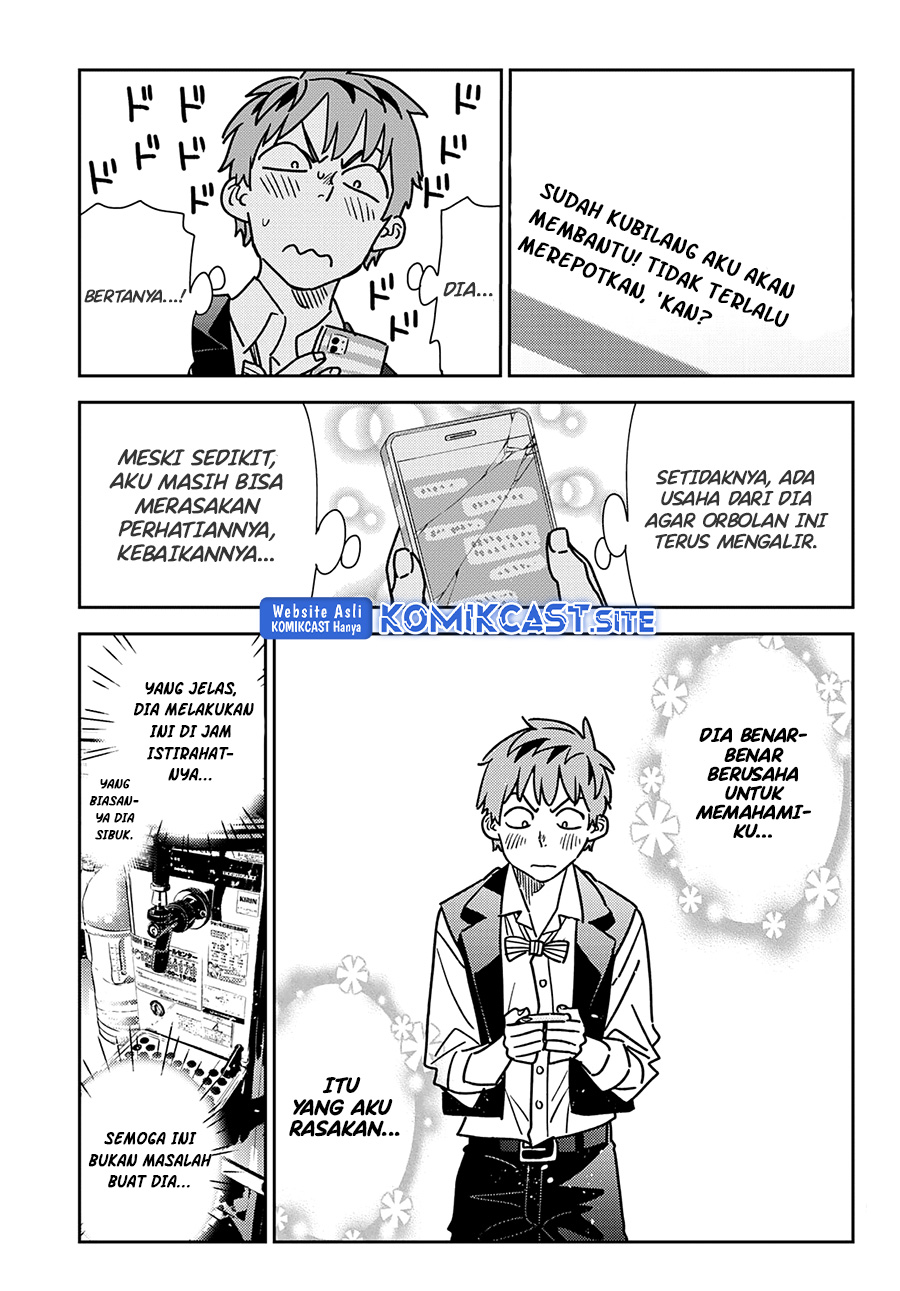 SUDAH KUBILANG AKU AKAN
MEMBANTU! TIDAK TERLALU
MEREPOTKAN, 'KAN?
DIA...
BERTANYA...!
ド ド ド ド ド ド ド ド ド ド ド
SETIDAKNYA, ADA
USAHA DARI DIA
AGAR ORBOLAN INI
TERUS MENGALIR.
MESKI SEDIKIT,
AKU MASIH BISA
MERASAKAN
PERHATIANNYA,
KEBAIKANNYA...
Website Asli
KOMIKCAST Hanya
KOMIKCAST.SITE
DIA BENAR-
BENAR
BERUSAHA
UNTUK
MEMAHAMI-
KU...
ITU
YANG AKU
RASAKAN...
YANG JELAS,
DIA MELAKUKAN
INI DI JAM
ISTIRAHAT-
NYA...
YANG
BIASAN-
YA DIA
SIBUK.
KIRIN
SEMOGA INI
BUKAN MASALAH
BUAT DIA...